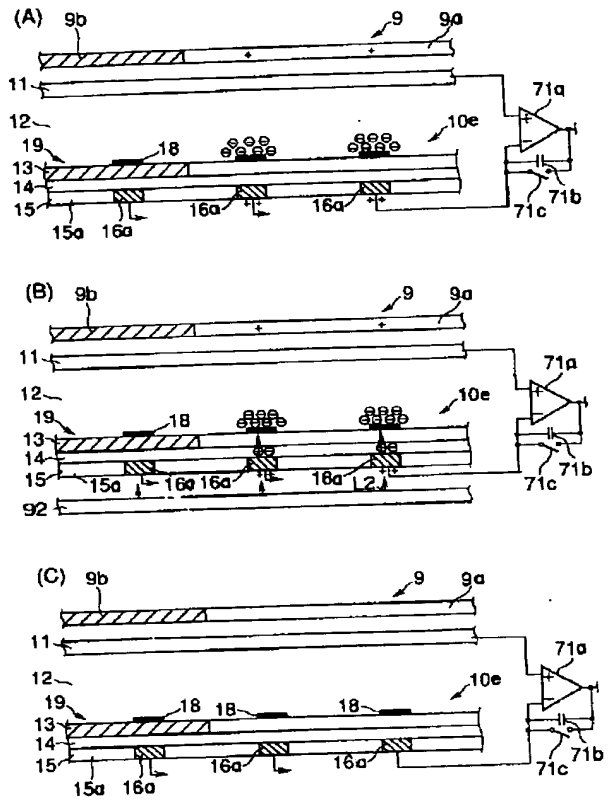 (A)
9b 9 9a
+ +
11
71a
+
−
12
18
10e
19
13
14
15
15a 16a 16a 16a
71c 71b
(B)
9b 9 9a
+ +
11
71a
+
−
12
18
10e
19
13
14
15
15a 16a 16a 16a L2
71c 71b
92
(C)
9b 9 9a
11
71a
+
−
12
18 18 18
10e
19
13
14
15
15a 16a 16a 16a
71c 71b